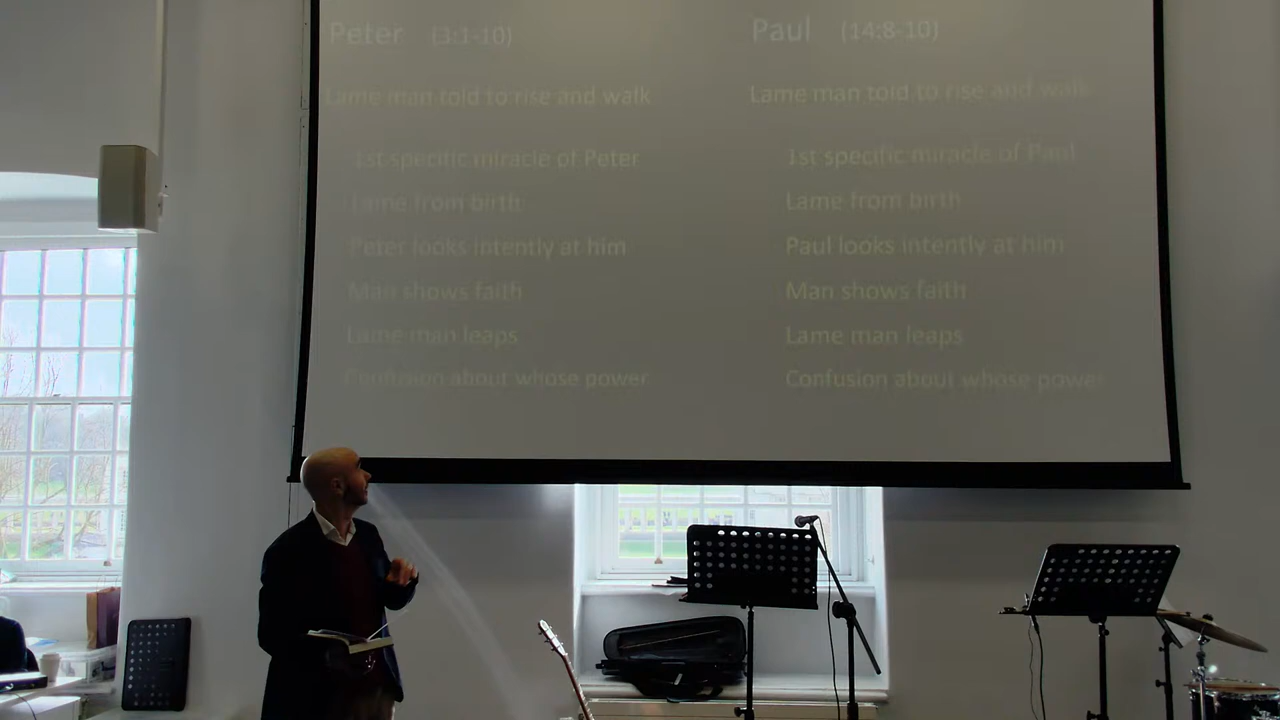 Peter (3:1-10)
Lame man told to rise and walk
1st specific miracle of Peter
Lame from birth
Peter looks intently at him
Man shows faith
Lame man leaps
Confusion about whose power
Paul (14:8-10)
Lame man told to rise and walk
1st specific miracle of Paul
Lame from birth
Paul looks intently at him
Man shows faith
Lame man leaps
Confusion about whose power